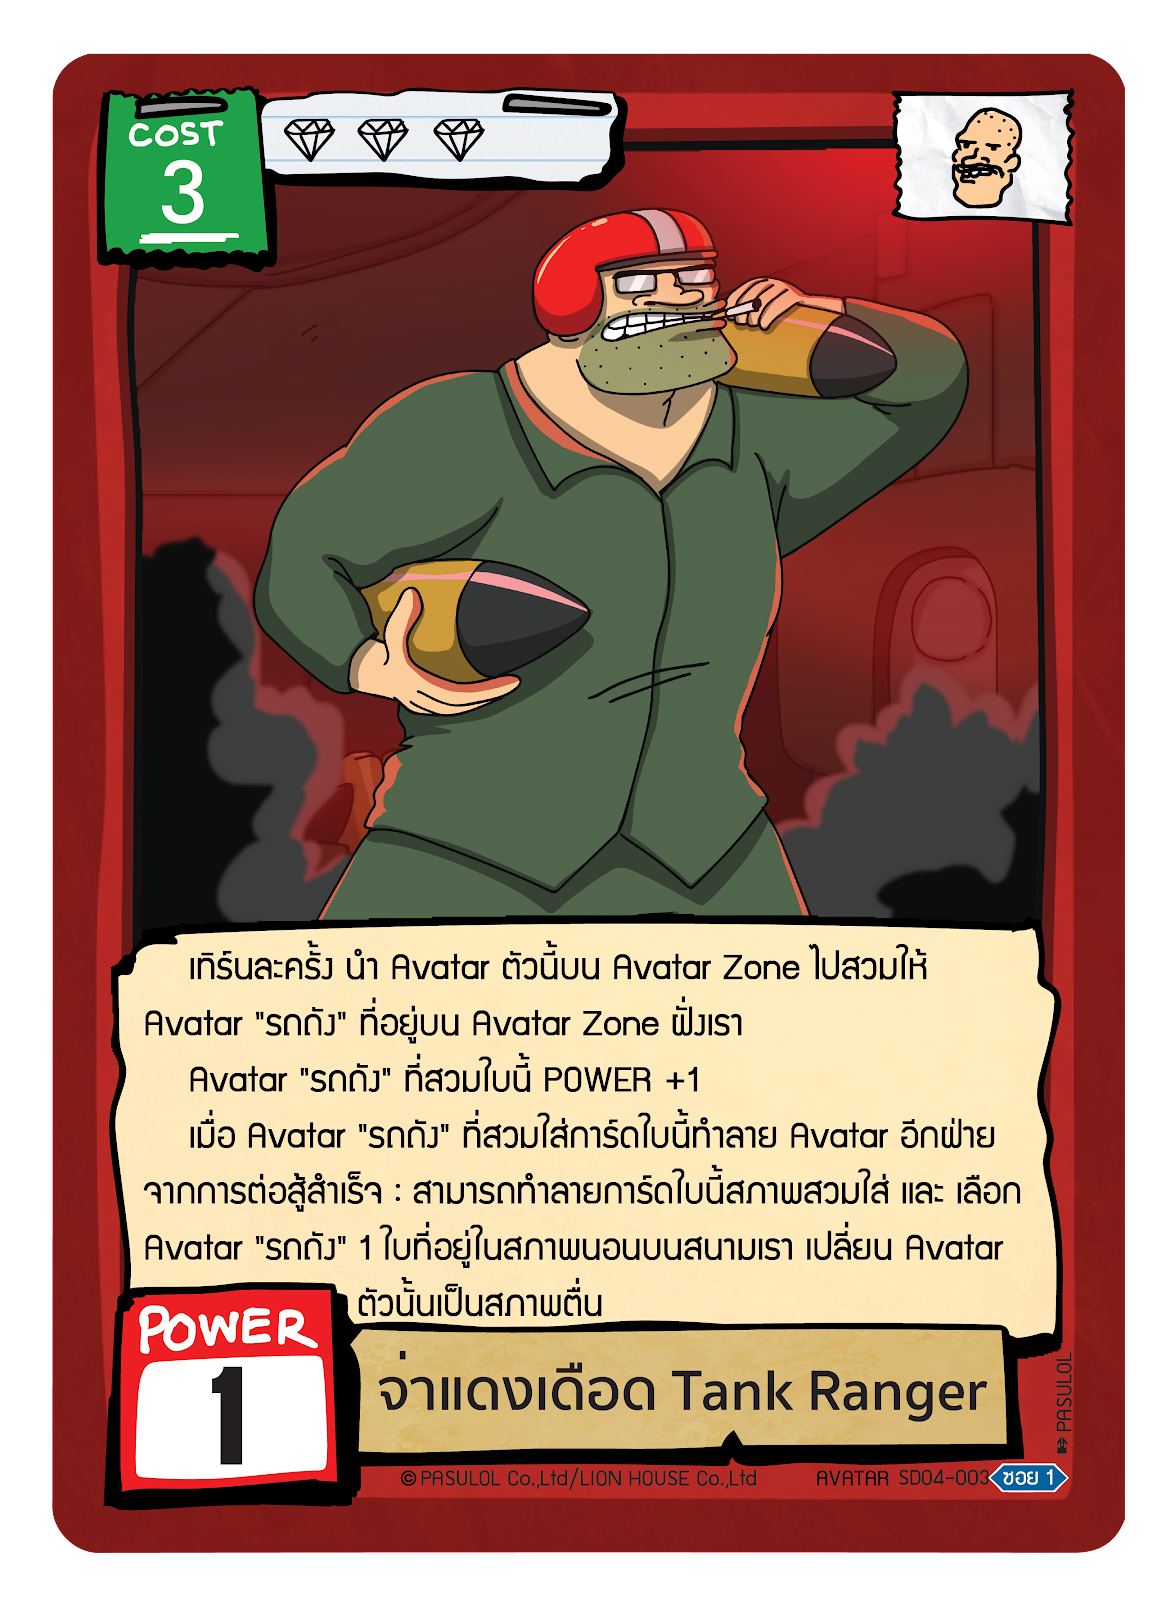 COST
3
เทิร์นละครั้ง นำ Avatar ตัวนี้บน Avatar Zone ไปสวมให้
Avatar "รถถัง" ที่อยู่บน Avatar Zone ฝั่งเรา
Avatar "รถถัง" ที่สวมใบนี้ POWER +1
เมื่อ Avatar "รถถัง" ที่สวมใส่การ์ดใบนี้ทำลาย Avatar อีกฝ่าย
จากการต่อสู้สำเร็จ : สามารถทำลายการ์ดใบนี้สภาพสวมใส่ และ เลือก
Avatar "รถถัง" 1 ใบที่อยู่ในสภาพนอนบนสนามเรา เปลี่ยน Avatar
ตัวนั้นเป็นสภาพตื่น
POWER
1
จ่าแดงเดือด Tank Ranger
PASULOL
© PASULOL Co.,Ltd/LION HOUSE Co.,Ltd
AVATAR SD04-003
ซอย 1